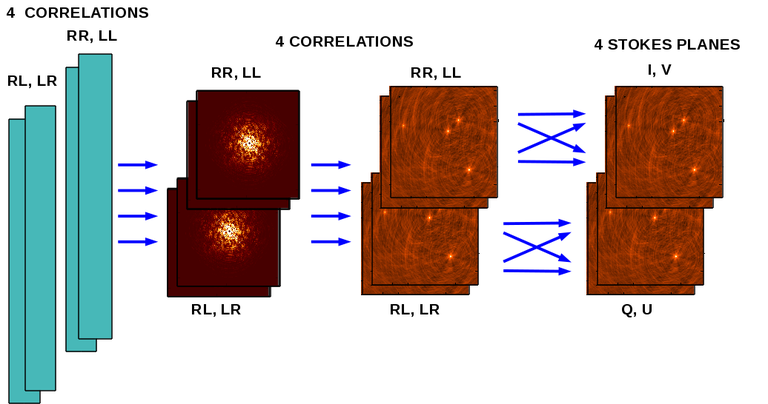 4 CORRELATIONS
RR, LL
RL, LR
4 CORRELATIONS
RR, LL
RL, LR
RR, LL
RL, LR
4 STOKES PLANES
I, V
Q, U